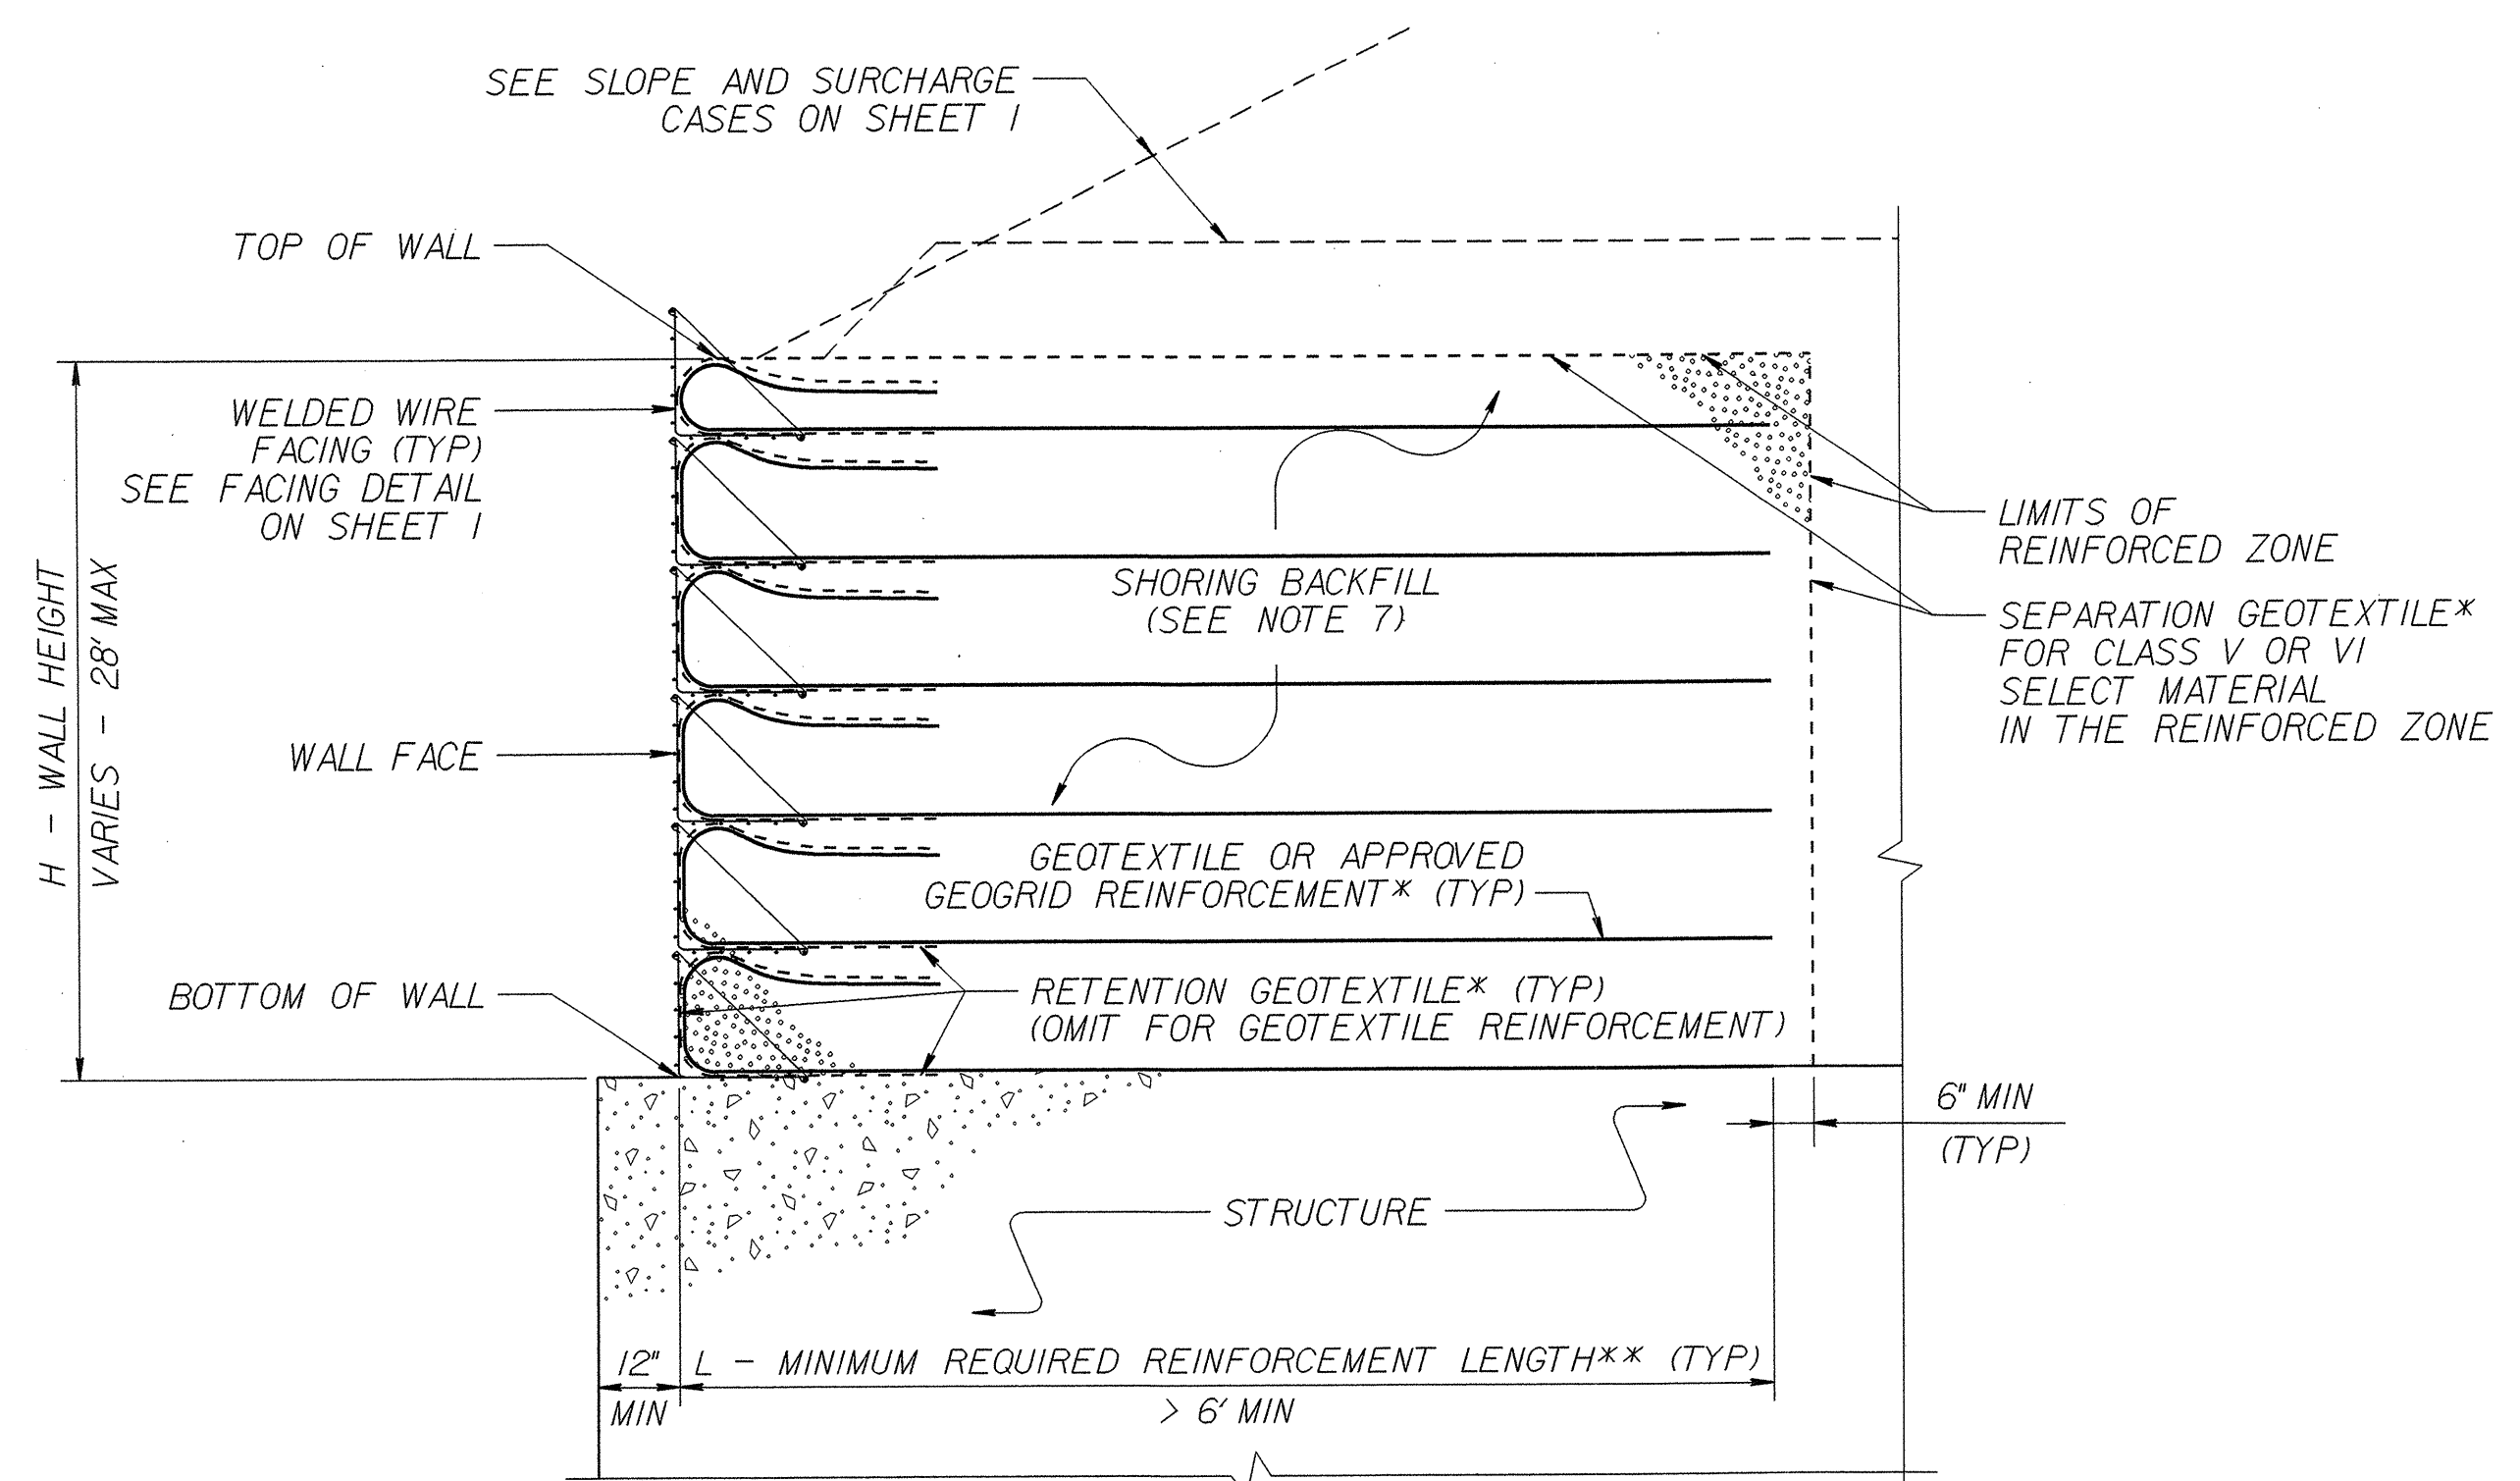 SEE SLOPE AND SURCHARGE
CASES ON SHEET 1
TOP OF WALL
WELDED WIRE
FACING (TYP)
SEE FACING DETAIL
ON SHEET 1
H - WALL HEIGHT
VARIES - 28' MAX
LIMITS OF
REINFORCED ZONE
SHORING BACKFILL
(SEE NOTE 7)
SEPARATION GEOTEXTILE*
FOR CLASS V OR VI
SELECT MATERIAL
IN THE REINFORCED ZONE
WALL FACE
GEOTEXTILE OR APPROVED
GEOGRID REINFORCEMENT* (TYP)
BOTTOM OF WALL
RETENTION GEOTEXTILE* (TYP)
(OMIT FOR GEOTEXTILE REINFORCEMENT)
6" MIN
(TYP)
STRUCTURE
12"
MIN
L - MINIMUM REQUIRED REINFORCEMENT LENGTH** (TYP)
> 6' MIN